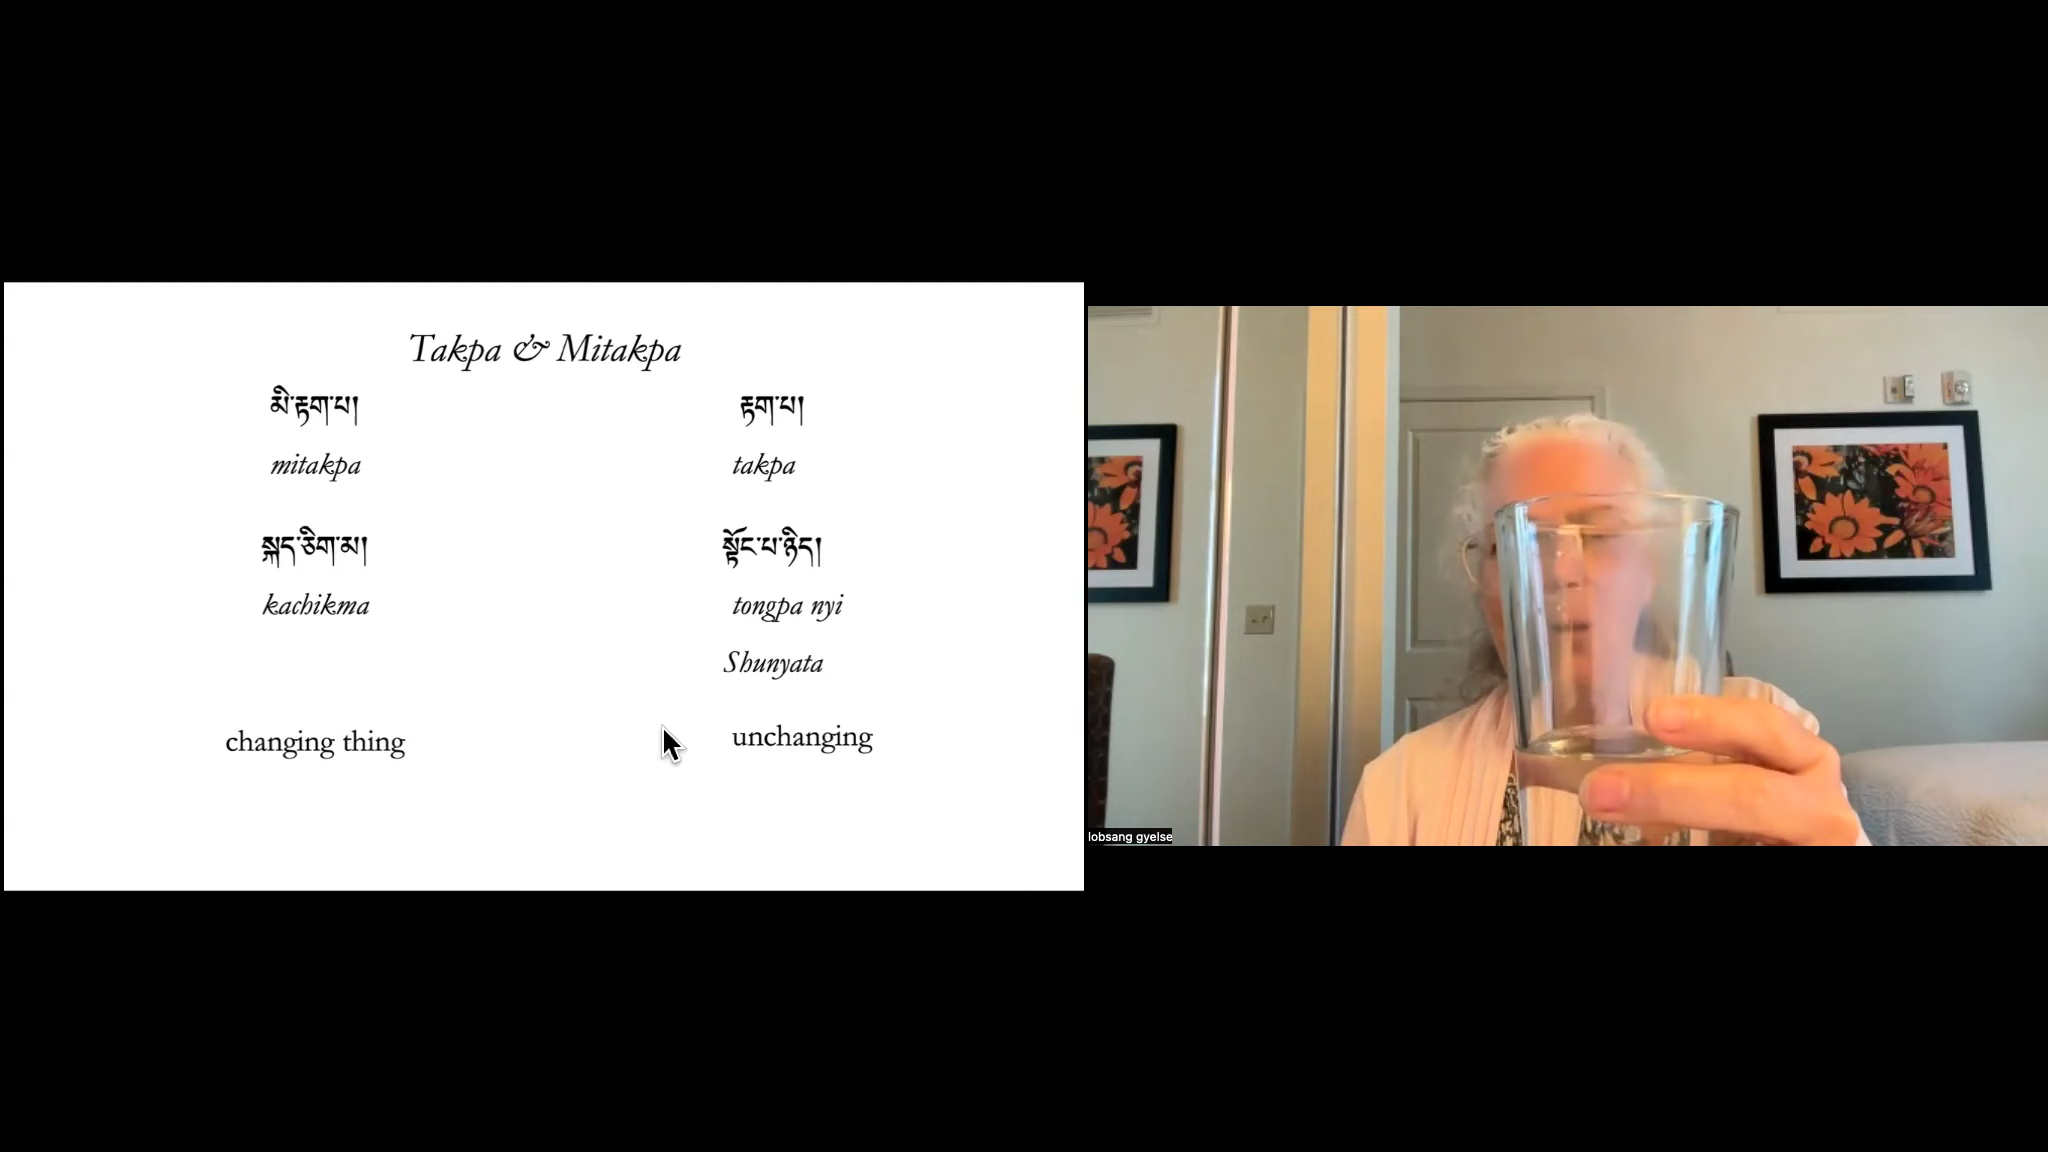 Takpa & Mitakpa
མི་རྟག་པ།
mitakpa
སྐད་ཅིག་མ།
kachikma
changing thing
རྟག་པ།
takpa
སྟོང་པ་ཉིད།
tongpa nyi
Shunyata
unchanging
lobsang gyelse